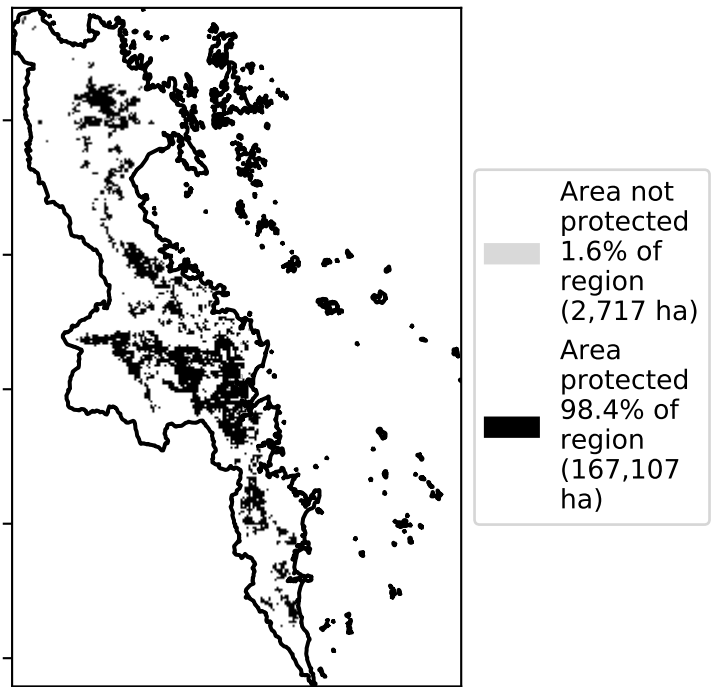 Area not
protected
1.6% of
region
(2,717 ha)
Area
protected
98.4% of
region
(167,107
ha)